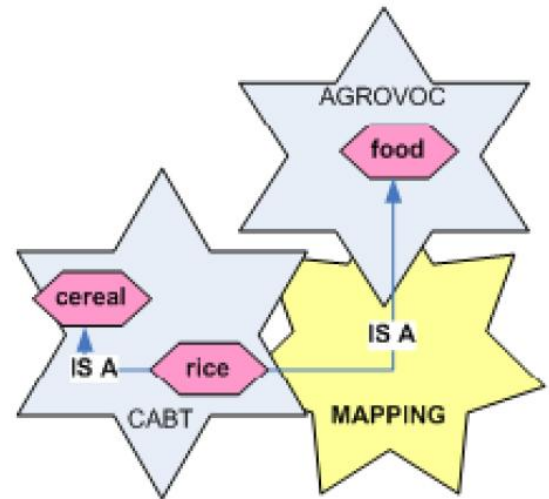 AGROVOC
food
cereal
IS A
IS A
rice
CABT
MAPPING